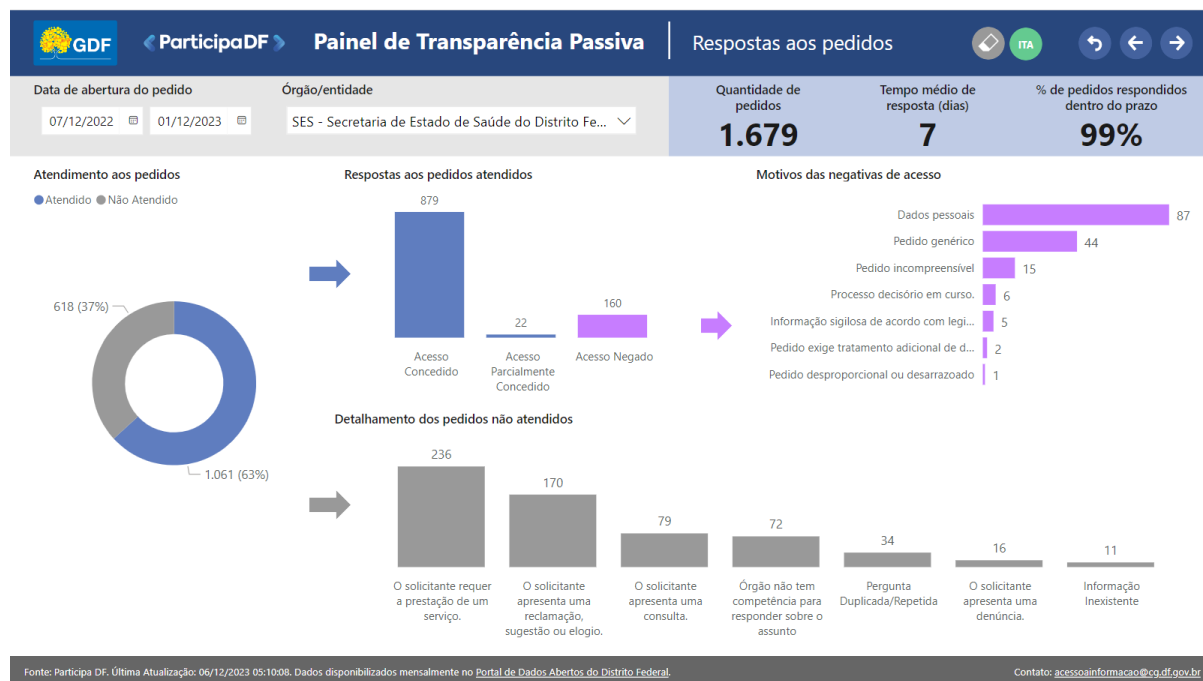 GDF
ParticipaDF
Painel de Transparência Passiva
Respostas aos pedidos
ITA
Data de abertura do pedido
07/12/2022
01/12/2023
Órgão/entidade
SES - Secretaria de Estado de Saúde do Distrito Fe...
Quantidade de
pedidos
1.679
Tempo médio de
resposta (dias)
7
% de pedidos respondidos
dentro do prazo
99%
Atendimento aos pedidos
Atendido
Não Atendido
618 (37%)
1.061 (63%)
Respostas aos pedidos atendidos
879
22
160
Acesso
Concedido
Acesso
Parcialmente
Concedido
Acesso Negado
Motivos das negativas de acesso
Dados pessoais
87
Pedido genérico
44
Pedido incompreensível
15
Processo decisório em curso.
6
Informação sigilosa de acordo com legi...
5
Pedido exige tratamento adicional de d...
2
Pedido desproporcional ou desarrazoado
1
Detalhamento dos pedidos não atendidos
236
170
79
72
34
16
11
O solicitante requer
a prestação de um
serviço.
O solicitante
apresenta uma
reclamação,
sugestão ou elogio.
O solicitante
apresenta uma
consulta.
Órgão não tem
competência para
responder sobre o
assunto
Pergunta
Duplicada/Repetida
O solicitante
apresenta uma
denúncia.
Informação
Inexistente
Fonte: Participa DF. Última Atualização: 06/12/2023 05:10:08. Dados disponibilizados mensalmente no Portal de Dados Abertos do Distrito Federal.
Contato: acessoainformacao@cg.df.gov.br